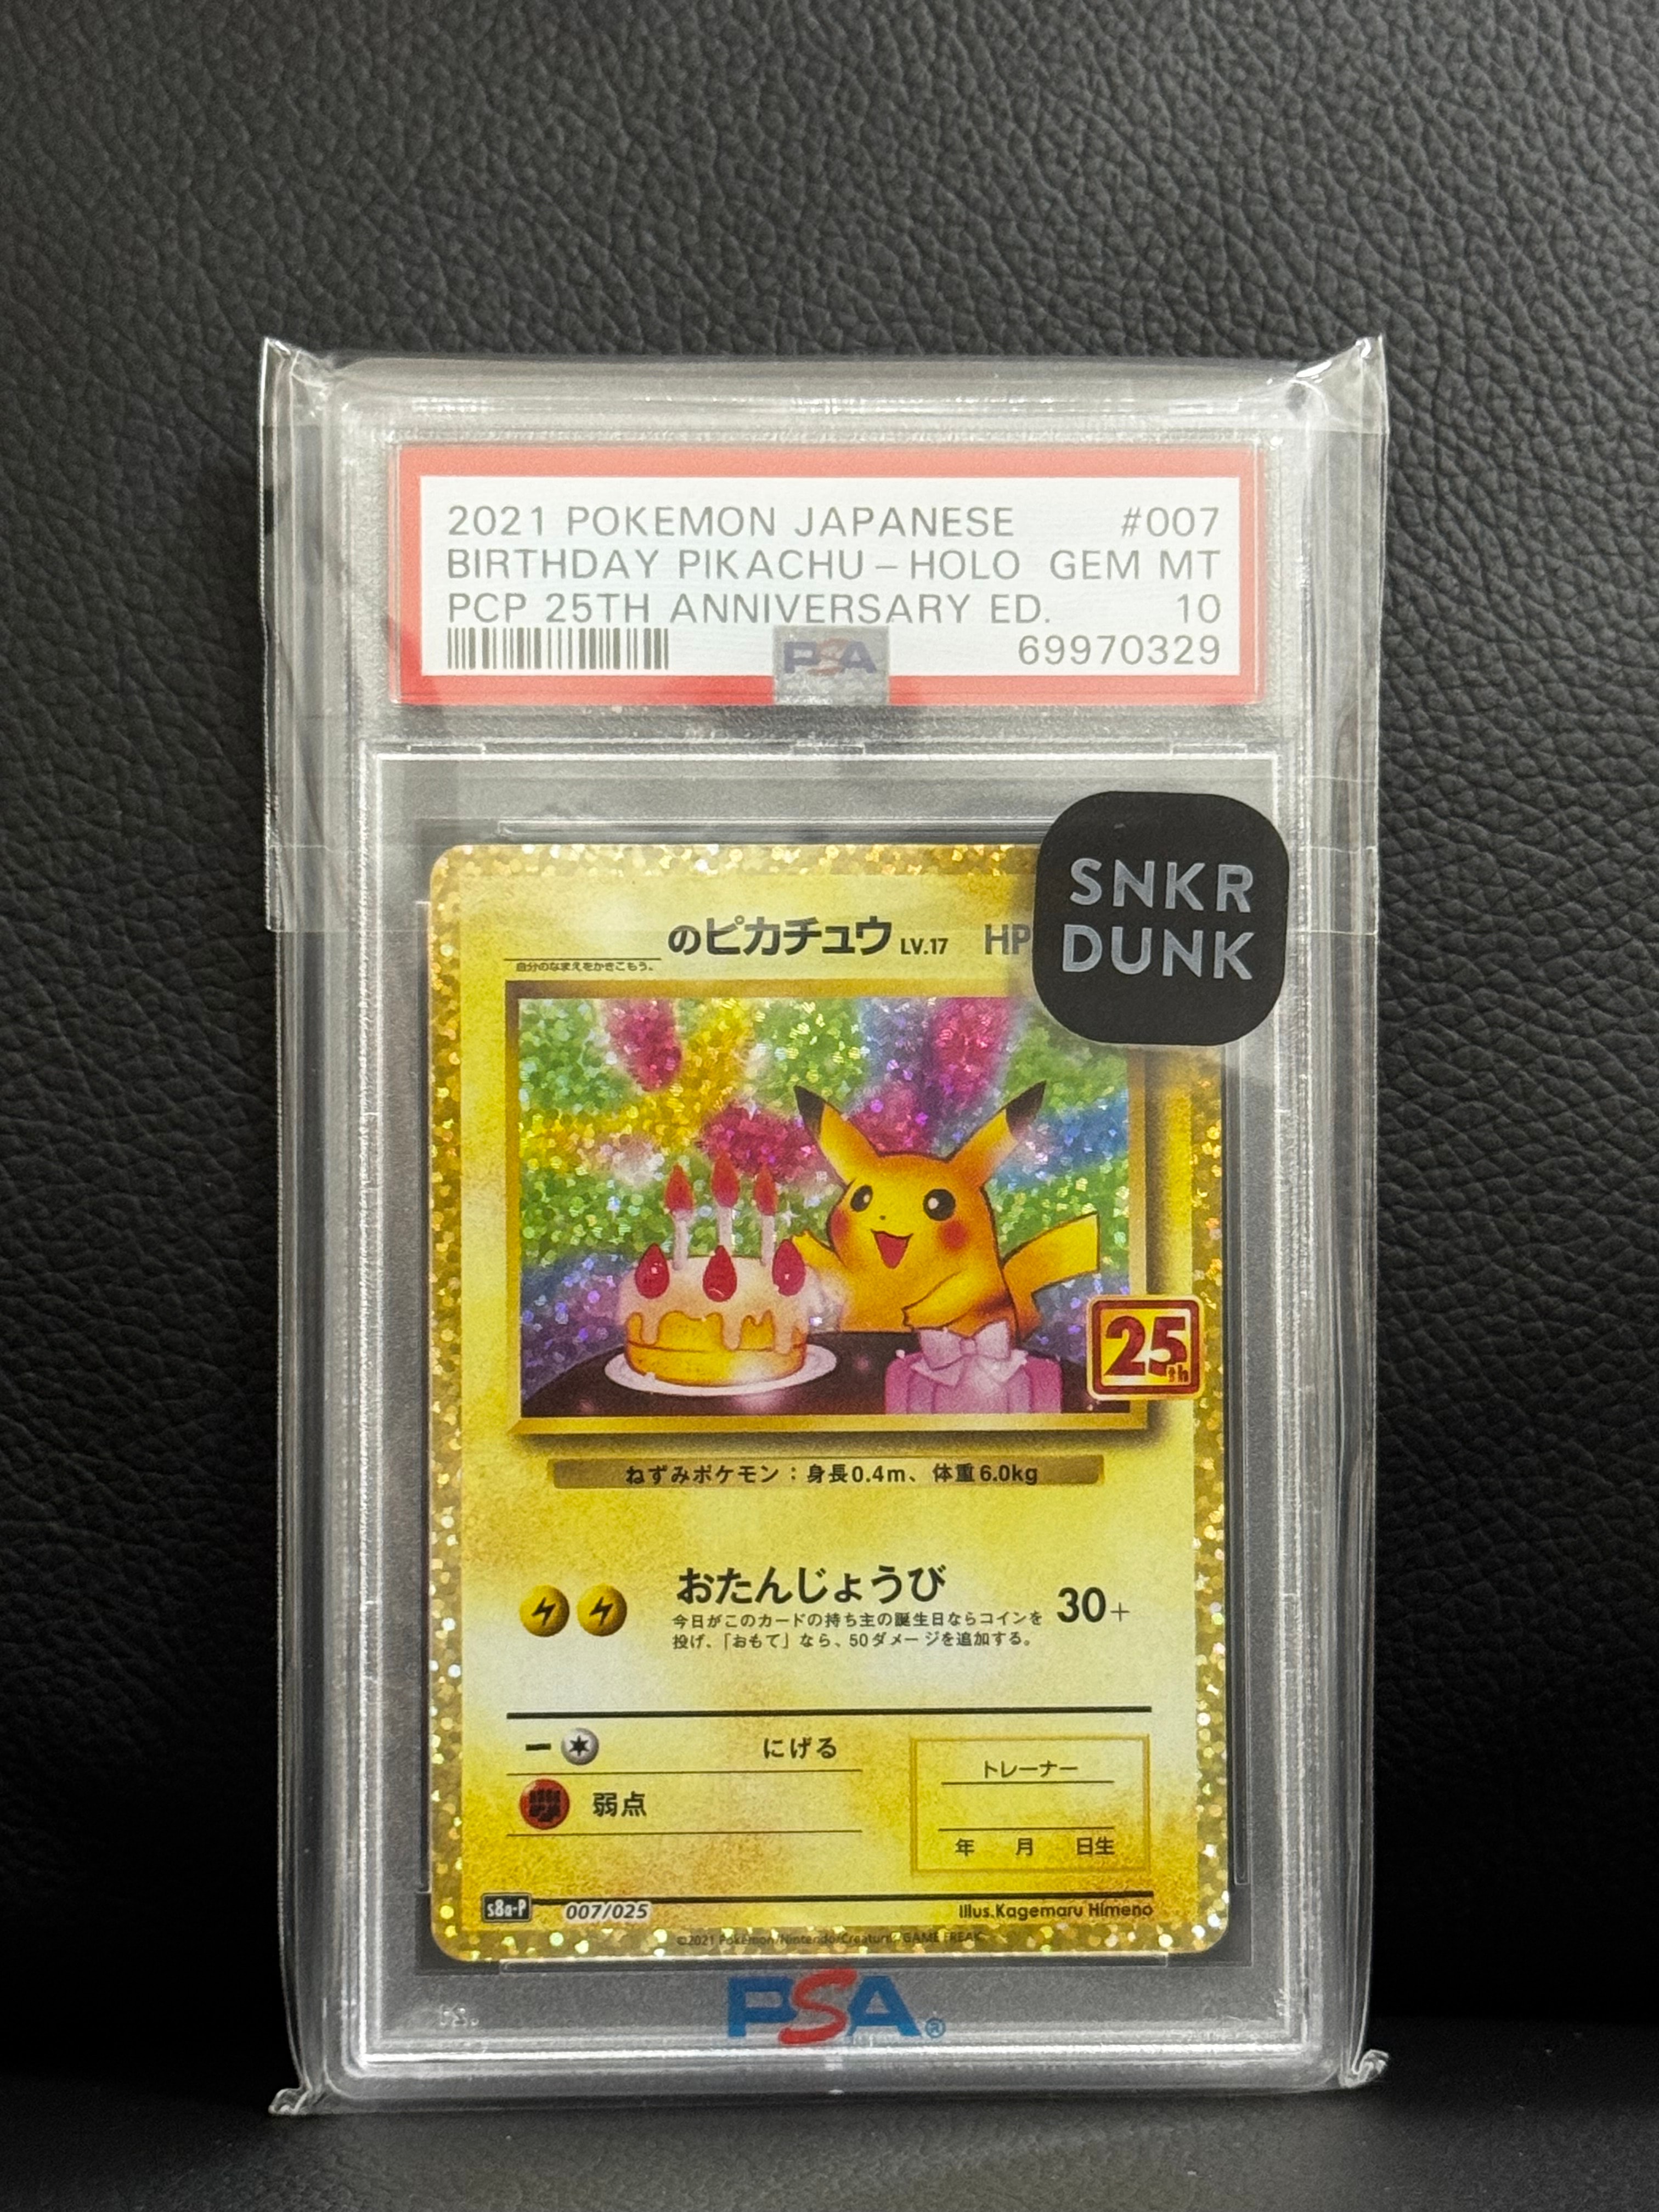 2021 POKEMON JAPANESE #007
BIRTHDAY PIKACHU-HOLO GEM MT
PCP 25TH ANNIVERSARY ED. 10
PSA 69970329
SNKR
DUNK
のピカチュウ LV.17 HP
自分のなまえをかきこもう。
25th
ねずみポケモン：身長0.4m、体重6.0kg
おたんじょうび 30+
今日がこのカードの持ち主の誕生日ならコインを
投げ、「おもて」なら、50ダメージを追加する。
にげる
弱点
トレーナー
年 月 日生
s8a-P 007/025 Illus.Kagemaru Himeno
©2021 Pokémon/Nintendo/Creatures/GAME FREAK
PSA®